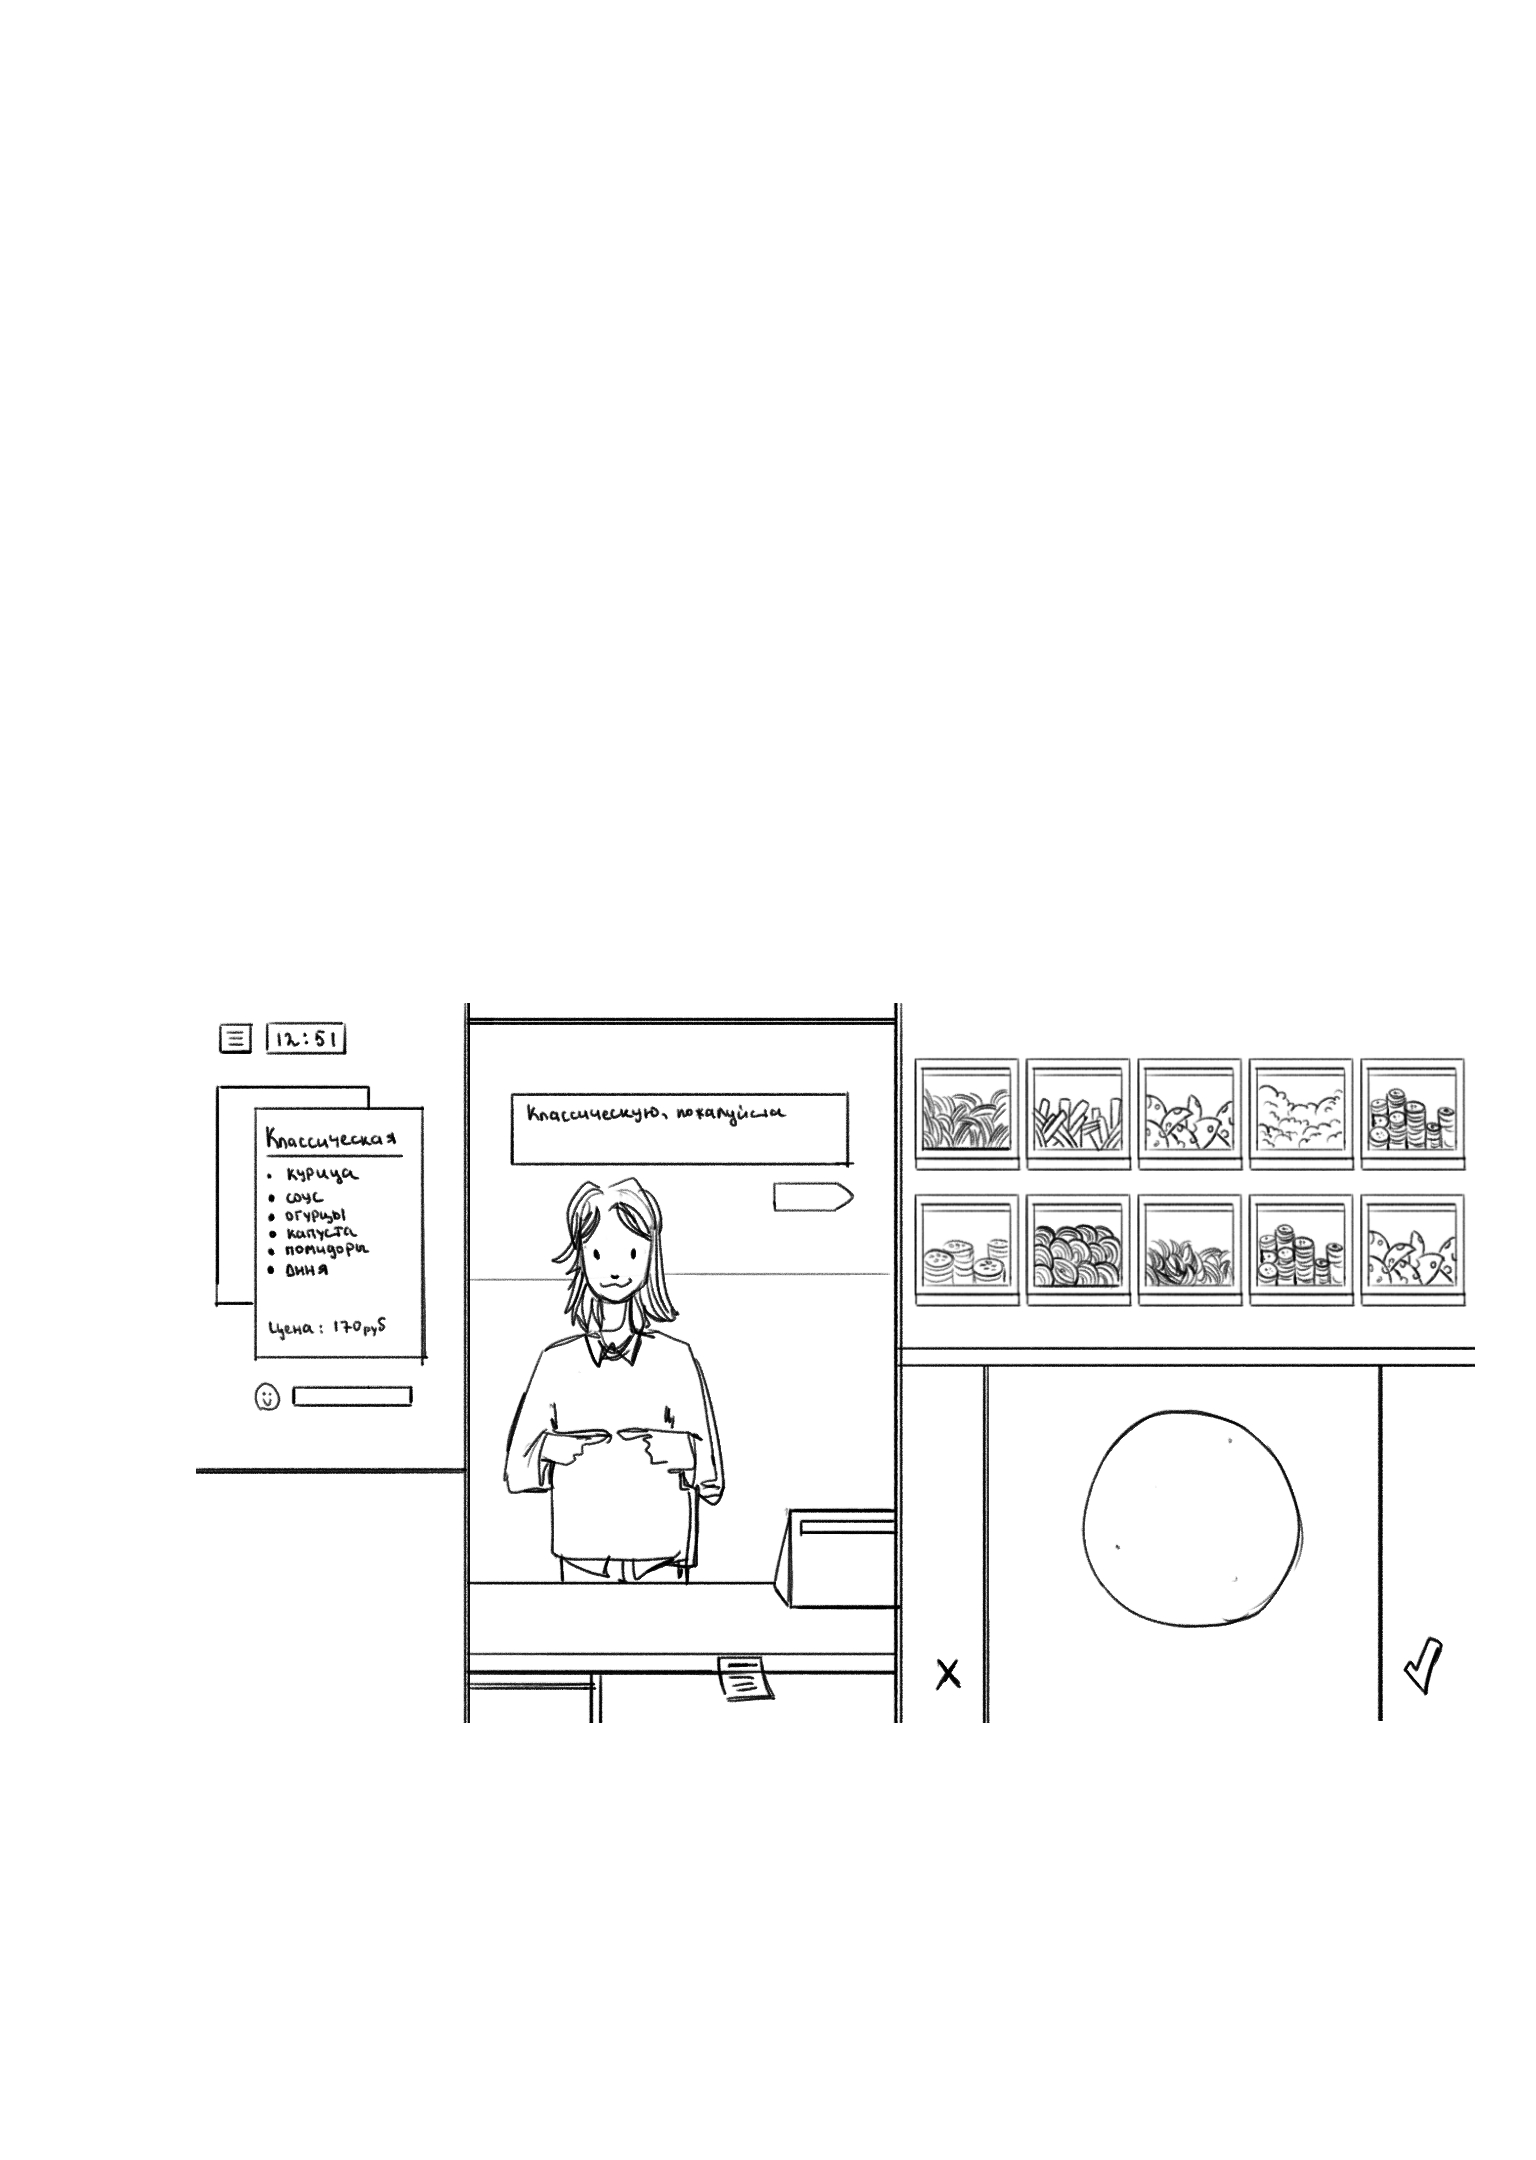 12:51
Классическая
• курица
• соус
• огурцы
• капуста
• помидоры
• дыня
Цена: 170руб
Классическую, пожалуйста
X